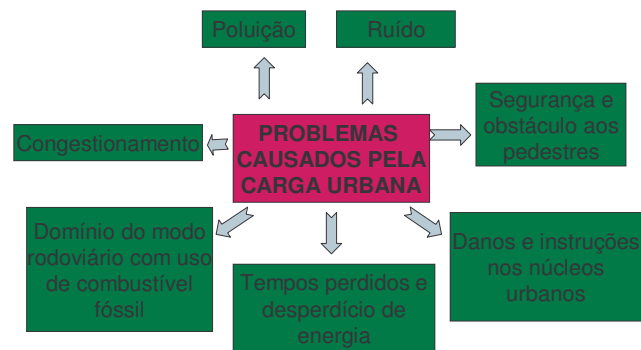 Poluição
Ruído
Segurança e
obstáculo aos
pedestres
Congestionamento
PROBLEMAS
CAUSADOS PELA
CARGA URBANA
Domínio do modo
rodoviário com uso
de combustível
fóssil
Tempos perdidos e
desperdício de
energia
Danos e instruções
nos núcleos
urbanos